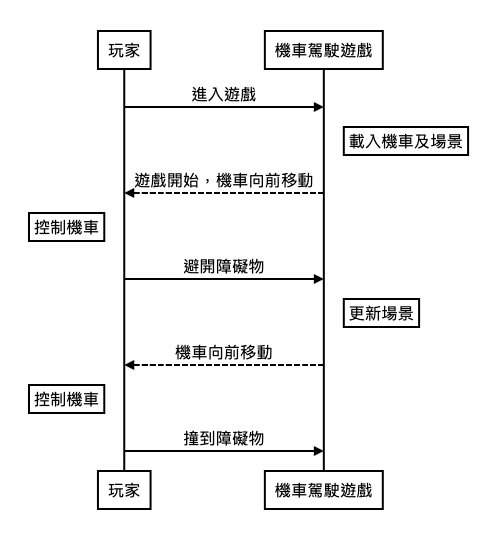 玩家
機車駕駛遊戲
進入遊戲
載入機車及場景
遊戲開始，機車向前移動
控制機車
避開障礙物
更新場景
機車向前移動
控制機車
撞到障礙物
玩家
機車駕駛遊戲